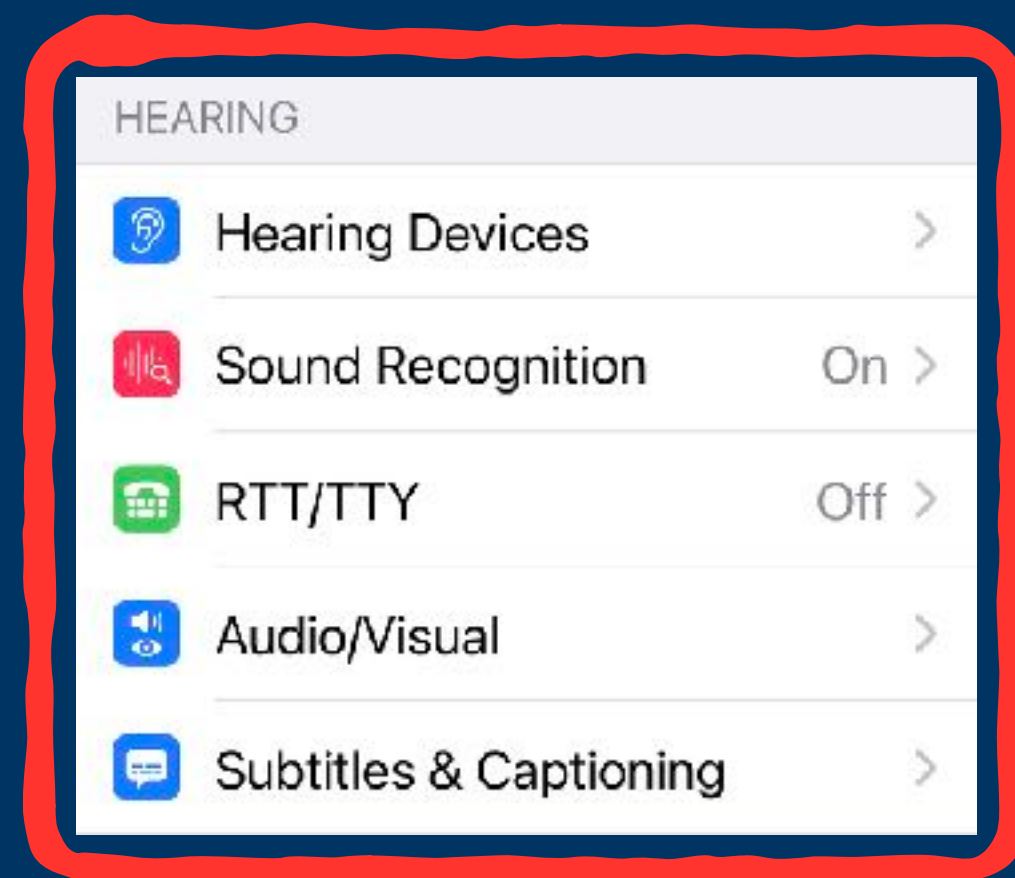 HEARING
Hearing Devices
Sound Recognition On
RTT/TTY Off
Audio/Visual
Subtitles & Captioning